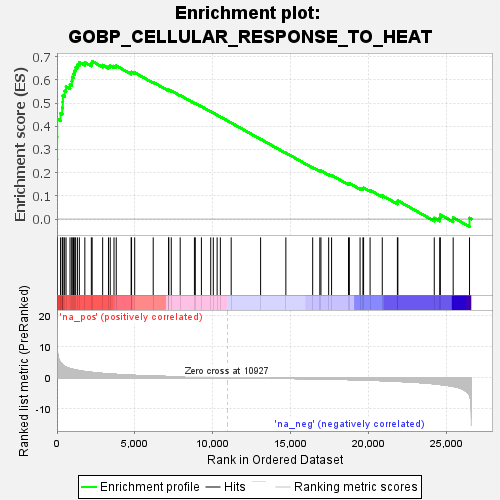 Enrichment plot:
GOBP_CELLULAR_RESPONSE_TO_HEAT
Enrichment score (ES)
0.7
0.6
0.5
0.4
0.3
0.2
0.1
0.0
'na_pos' (positively correlated)
Ranked list metric (PreRanked)
20
10
0
-10
Zero cross at 10927
'na_neg' (negatively correlated)
0 5,000 10,000 15,000 20,000 25,000
Rank in Ordered Dataset
Enrichment profile Hits Ranking metric scores